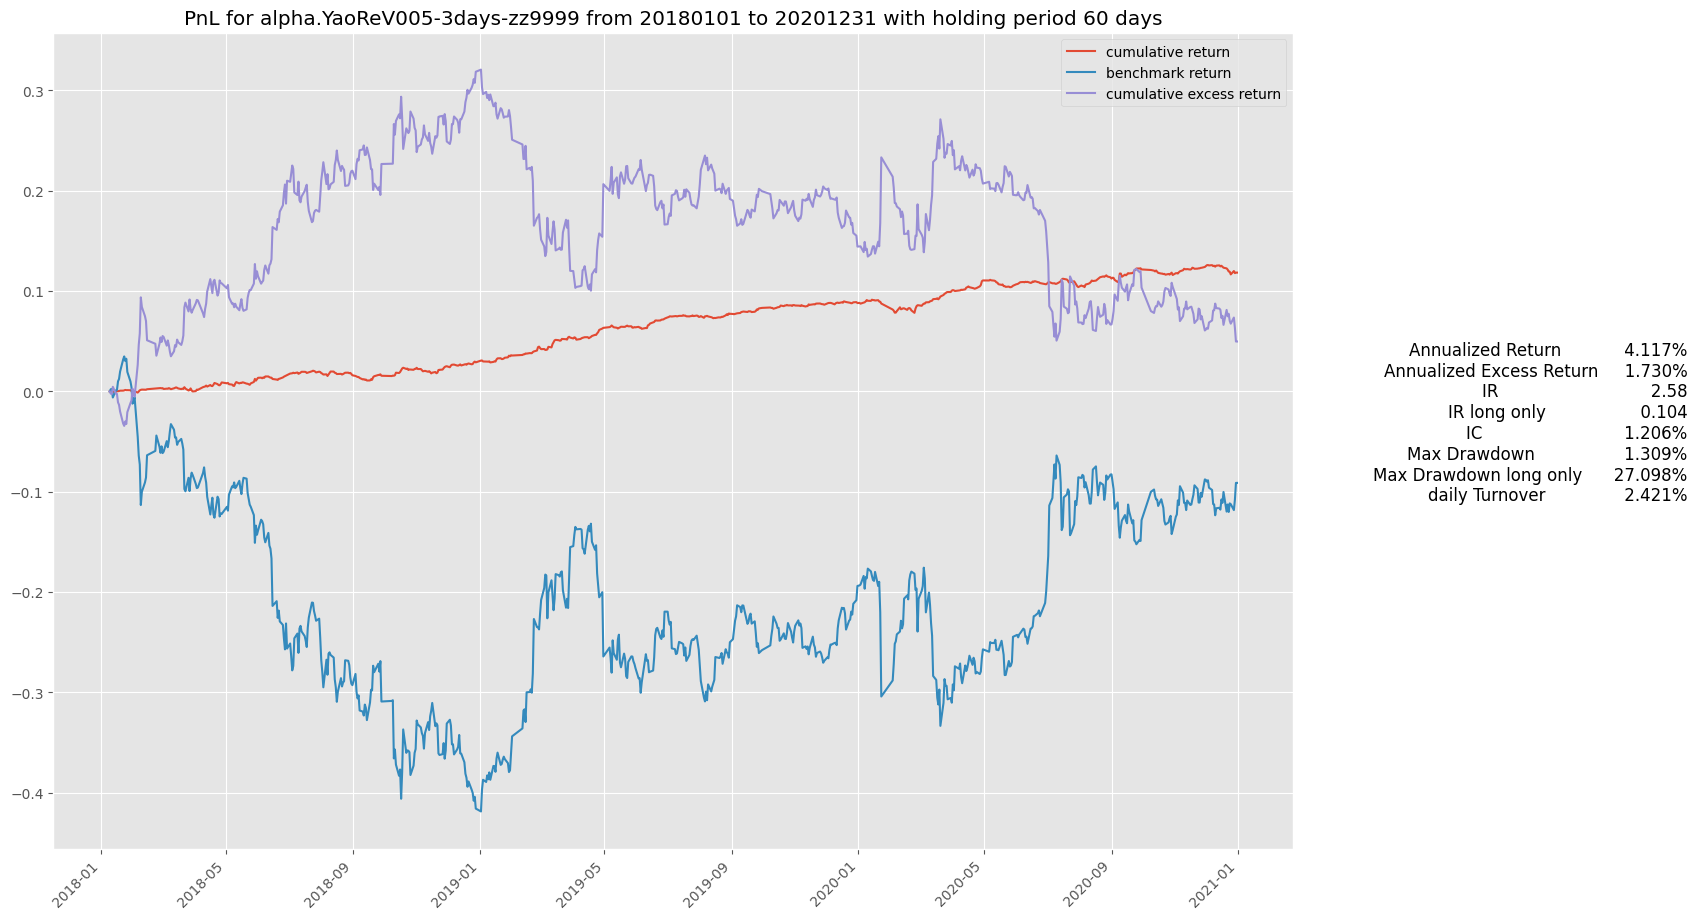 PnL for alpha.YaoReV005-3days-zz9999 from 20180101 to 20201231 with holding period 60 days
cumulative return
benchmark return
cumulative excess return
0.3
0.2
0.1
0.0
−0.1
−0.2
−0.3
−0.4
2018-01
2018-05
2018-09
2019-01
2019-05
2019-09
2020-01
2020-05
2020-09
2021-01
Annualized Return 4.117%
Annualized Excess Return 1.730%
IR 2.58
IR long only 0.104
IC 1.206%
Max Drawdown 1.309%
Max Drawdown long only 27.098%
daily Turnover 2.421%